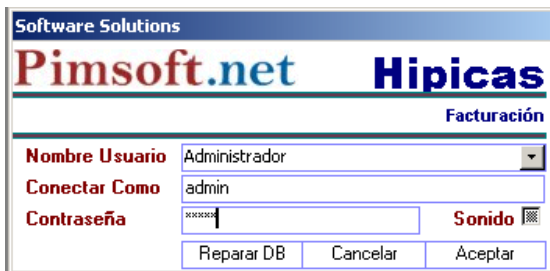 Software Solutions
Pimsoft.net Hipicas
Facturación
Nombre Usuario Administrador
Conectar Como admin
Contraseña ***** Sonido
Reparar DB Cancelar Aceptar